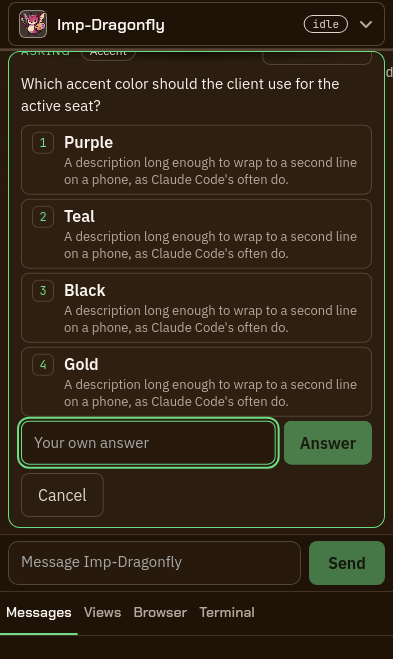 Imp-Dragonfly
idle
ASKING
Accent
d
Which accent color should the client use for the
active seat?
1
Purple
A description long enough to wrap to a second line
on a phone, as Claude Code's often do.
2
Teal
A description long enough to wrap to a second line
on a phone, as Claude Code's often do.
3
Black
A description long enough to wrap to a second line
on a phone, as Claude Code's often do.
4
Gold
A description long enough to wrap to a second line
on a phone, as Claude Code's often do.
Your own answer
Answer
Cancel
Message Imp-Dragonfly
Send
Messages Views Browser Terminal